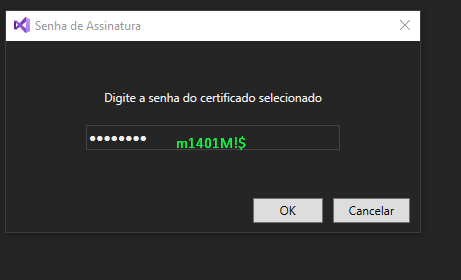 Senha de Assinatura
Digite a senha do certificado selecionado
•••••••• m1401M!$
OK Cancelar